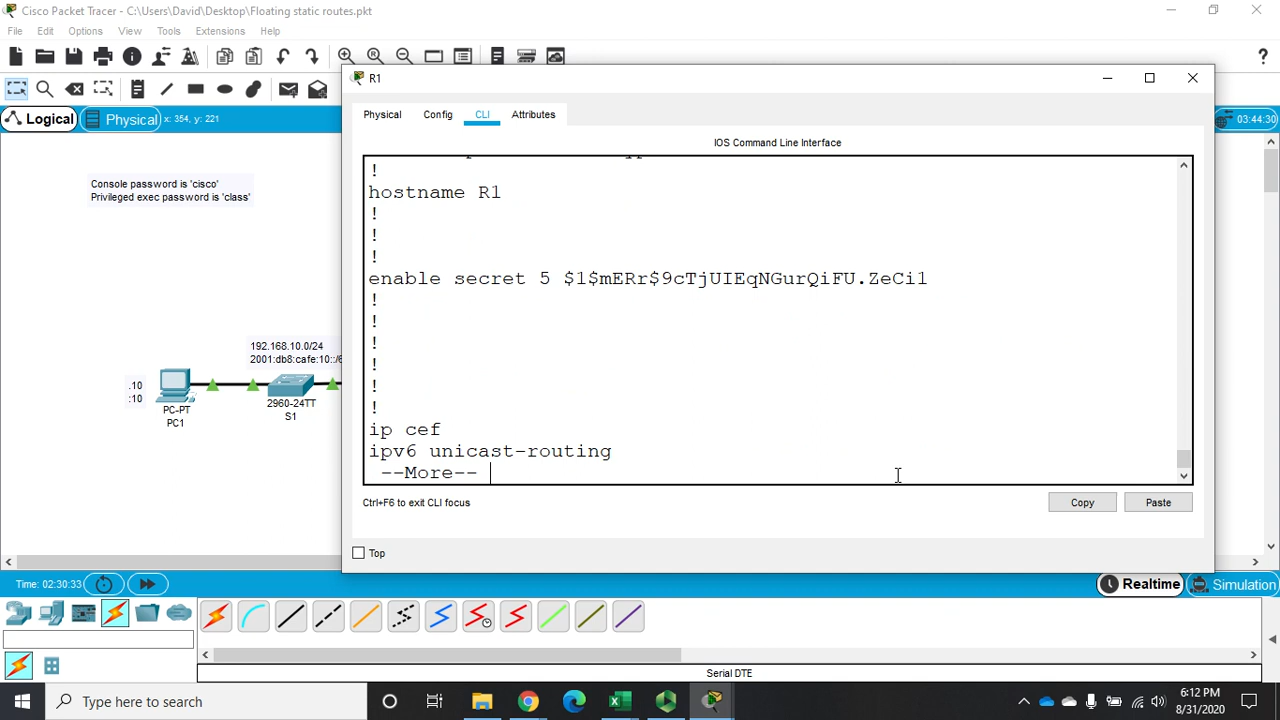 Cisco Packet Tracer - C:\Users\David\Desktop\Floating static routes.pkt
File Edit Options View Tools Extensions Help
Logical Physical x: 354, y: 221
03:44:30
R1
Physical Config CLI Attributes
IOS Command Line Interface
!
hostname R1
!
!
!
enable secret 5 $1$mERr$9cTjUIEqNGurQiFU.ZeCi1
!
!
!
!
!
!
ip cef
ipv6 unicast-routing
--More--
Ctrl+F6 to exit CLI focus
Copy Paste
Top
Console password is 'cisco'
Privileged exec password is 'class'
192.168.10.0/24
2001:db8:cafe:10::/6
.10
:10
PC-PT
PC1
2960-24TT
S1
Time: 02:30:33
Realtime Simulation
Serial DTE
Type here to search
6:12 PM
8/31/2020